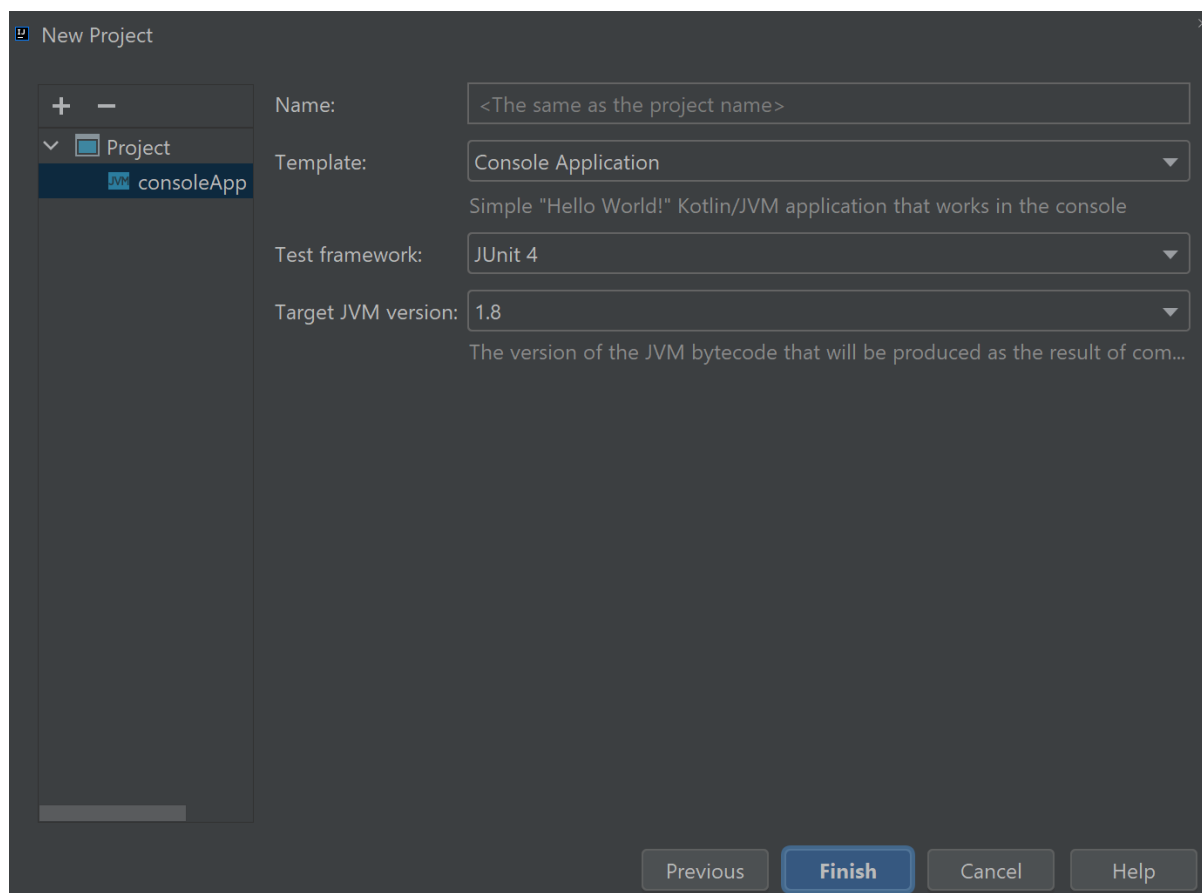 New Project
+ −
Project
JVM consoleApp
Name: <The same as the project name>
Template: Console Application
Simple "Hello World!" Kotlin/JVM application that works in the console
Test framework: JUnit 4
Target JVM version: 1.8
The version of the JVM bytecode that will be produced as the result of com...
Previous Finish Cancel Help